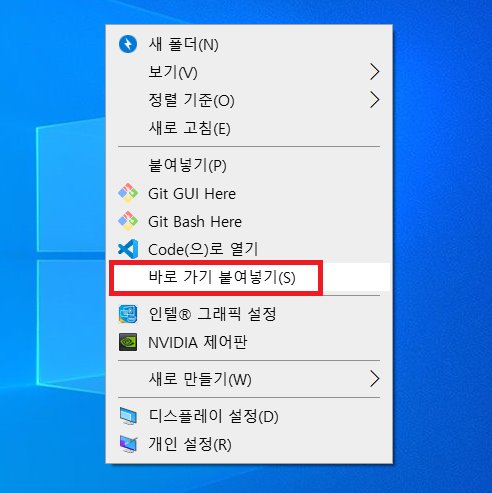 새 폴더(N)
보기(V)
정렬 기준(O)
새로 고침(E)
붙여넣기(P)
Git GUI Here
Git Bash Here
Code(으)로 열기
바로 가기 붙여넣기(S)
인텔® 그래픽 설정
NVIDIA 제어판
새로 만들기(W)
디스플레이 설정(D)
개인 설정(R)